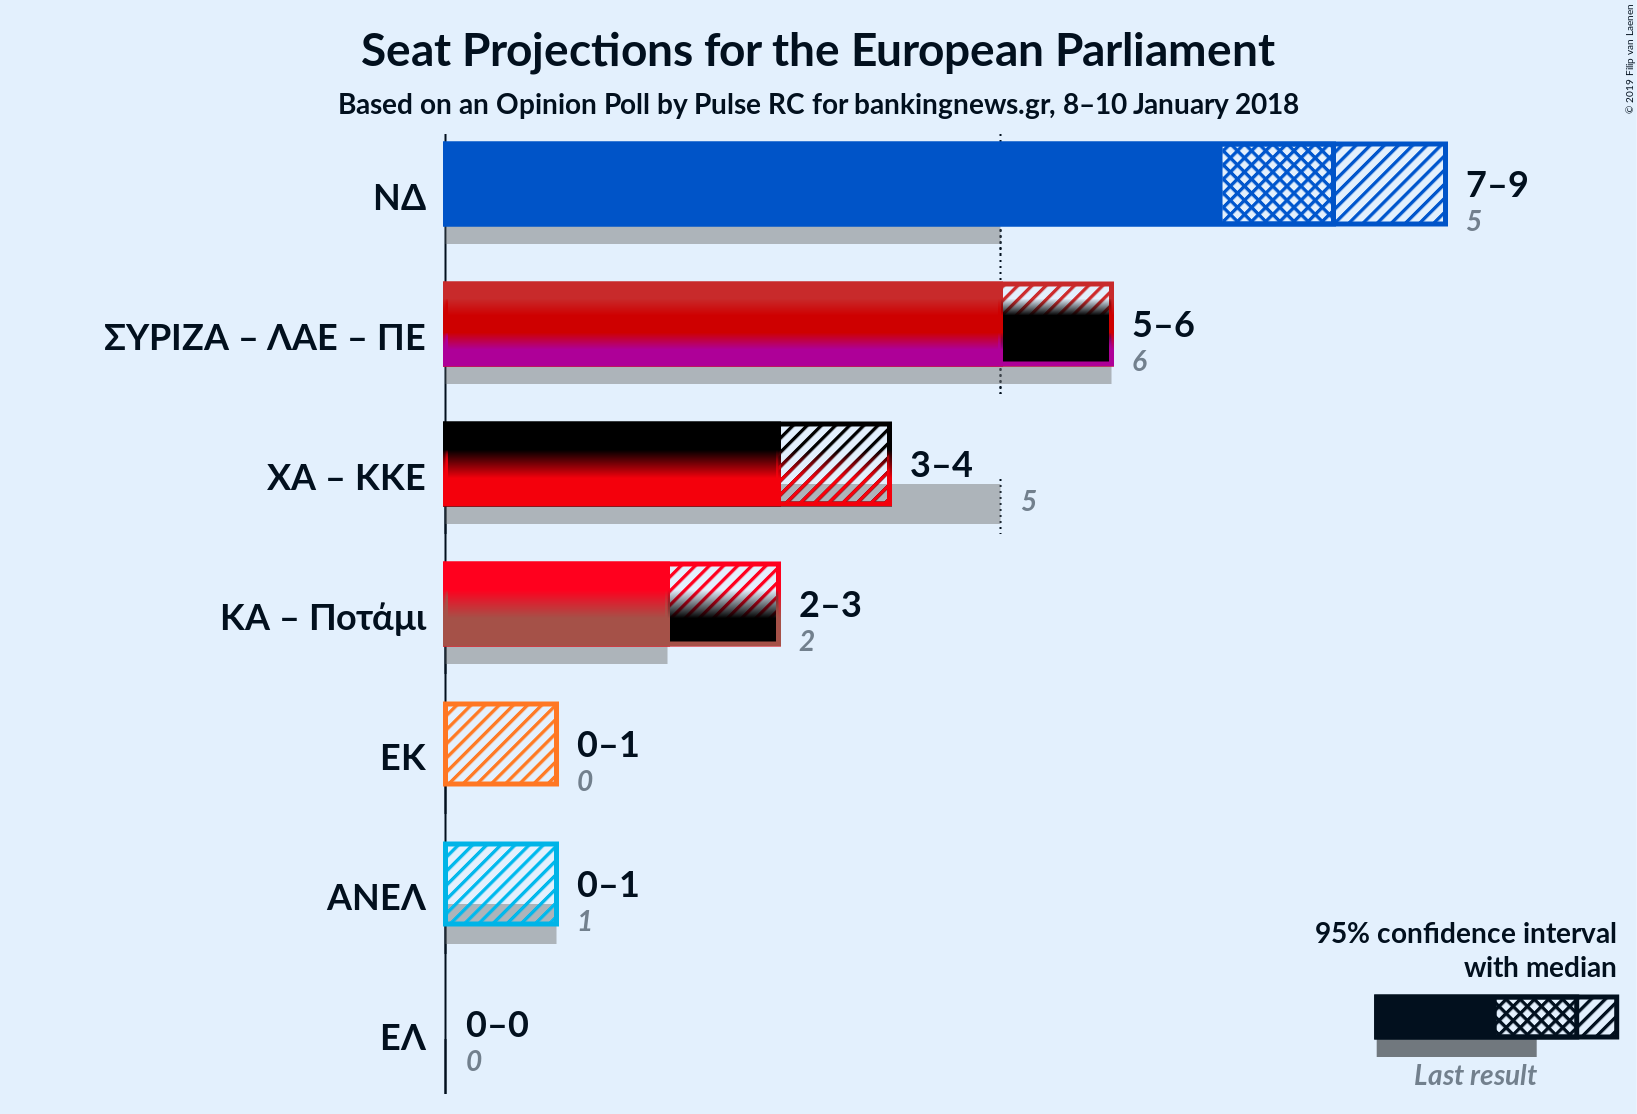 Seat Projections for the European Parliament
Based on an Opinion Poll by Pulse RC for bankingnews.gr, 8–10 January 2018
© 2019 Filip van Laenen
ΝΔ
7–9
5
ΣΥΡΙΖΑ – ΛΑΕ – ΠΕ
5–6
6
ΧΑ – ΚΚΕ
3–4
5
ΚΑ – Ποτάμι
2–3
2
ΕΚ
0–1
0
ΑΝΕΛ
0–1
1
ΕΛ
0–0
0
95% confidence interval
with median
Last result